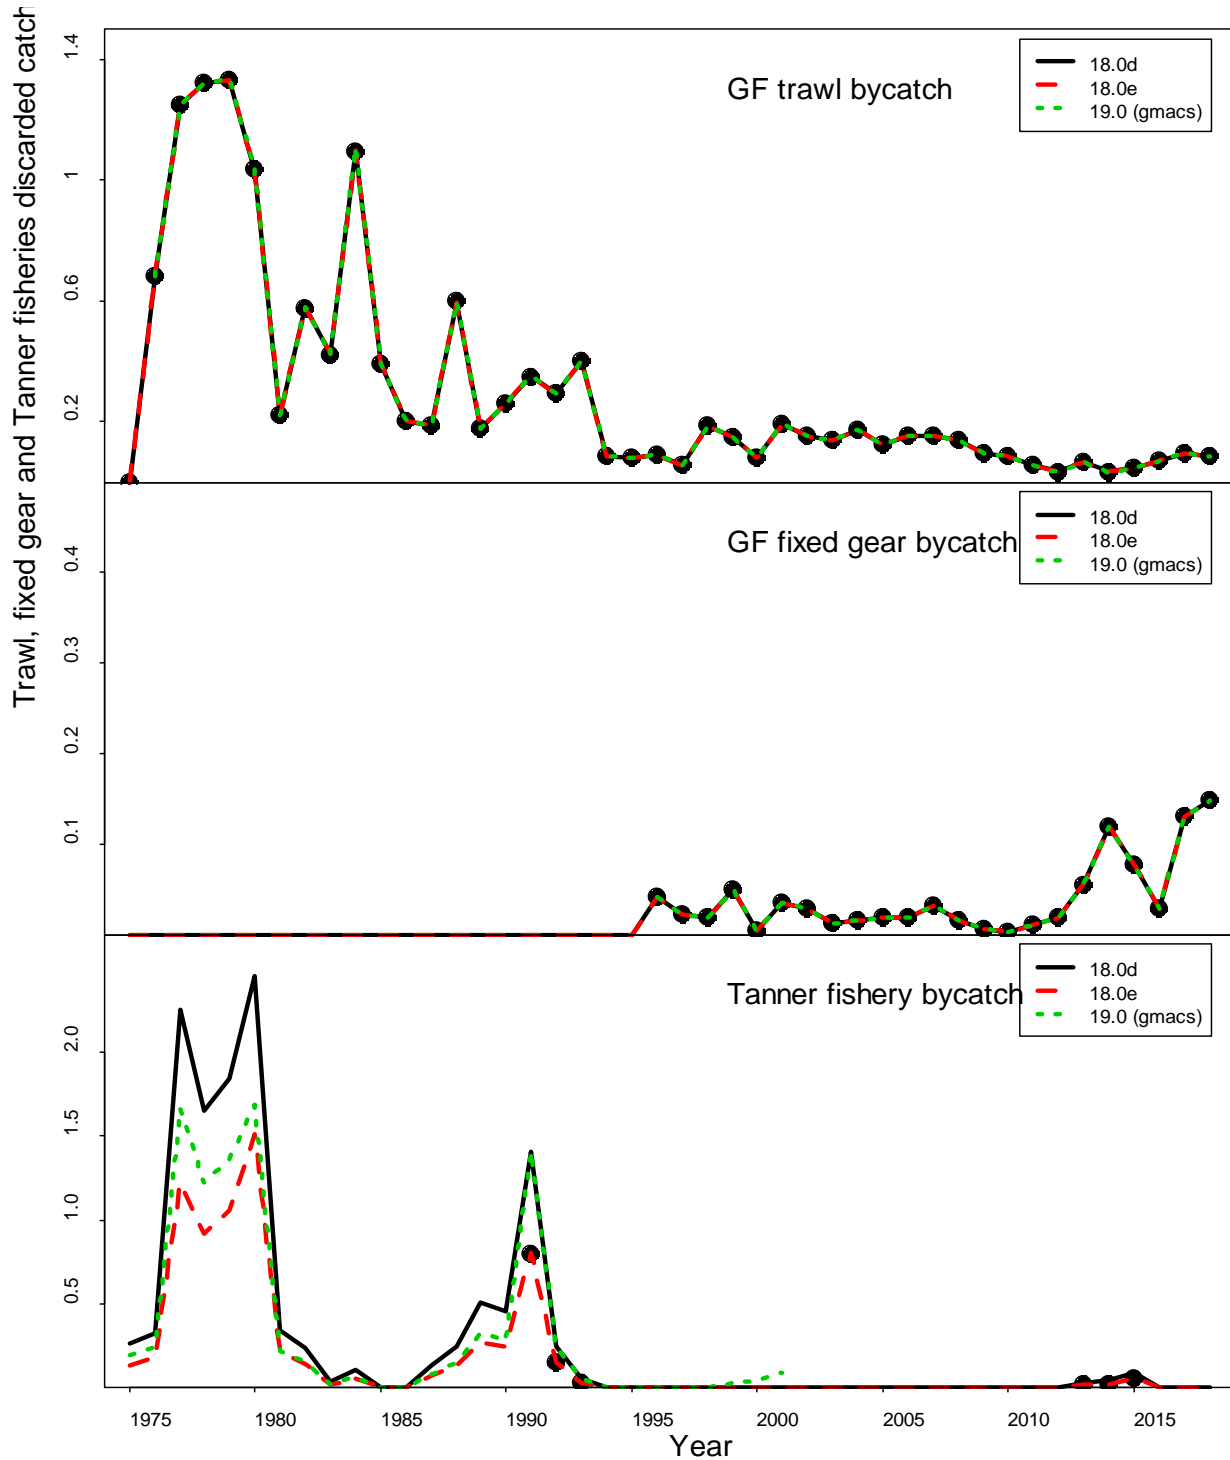 Trawl, fixed gear and Tanner fisheries discarded catch
1.4
1
0.6
0.2
GF trawl bycatch
18.0d
18.0e
19.0 (gmacs)
0.4
0.3
0.2
0.1
GF fixed gear bycatch
18.0d
18.0e
19.0 (gmacs)
2.0
1.5
1.0
0.5
Tanner fishery bycatch
18.0d
18.0e
19.0 (gmacs)
1975 1980 1985 1990 1995 2000 2005 2010 2015
Year